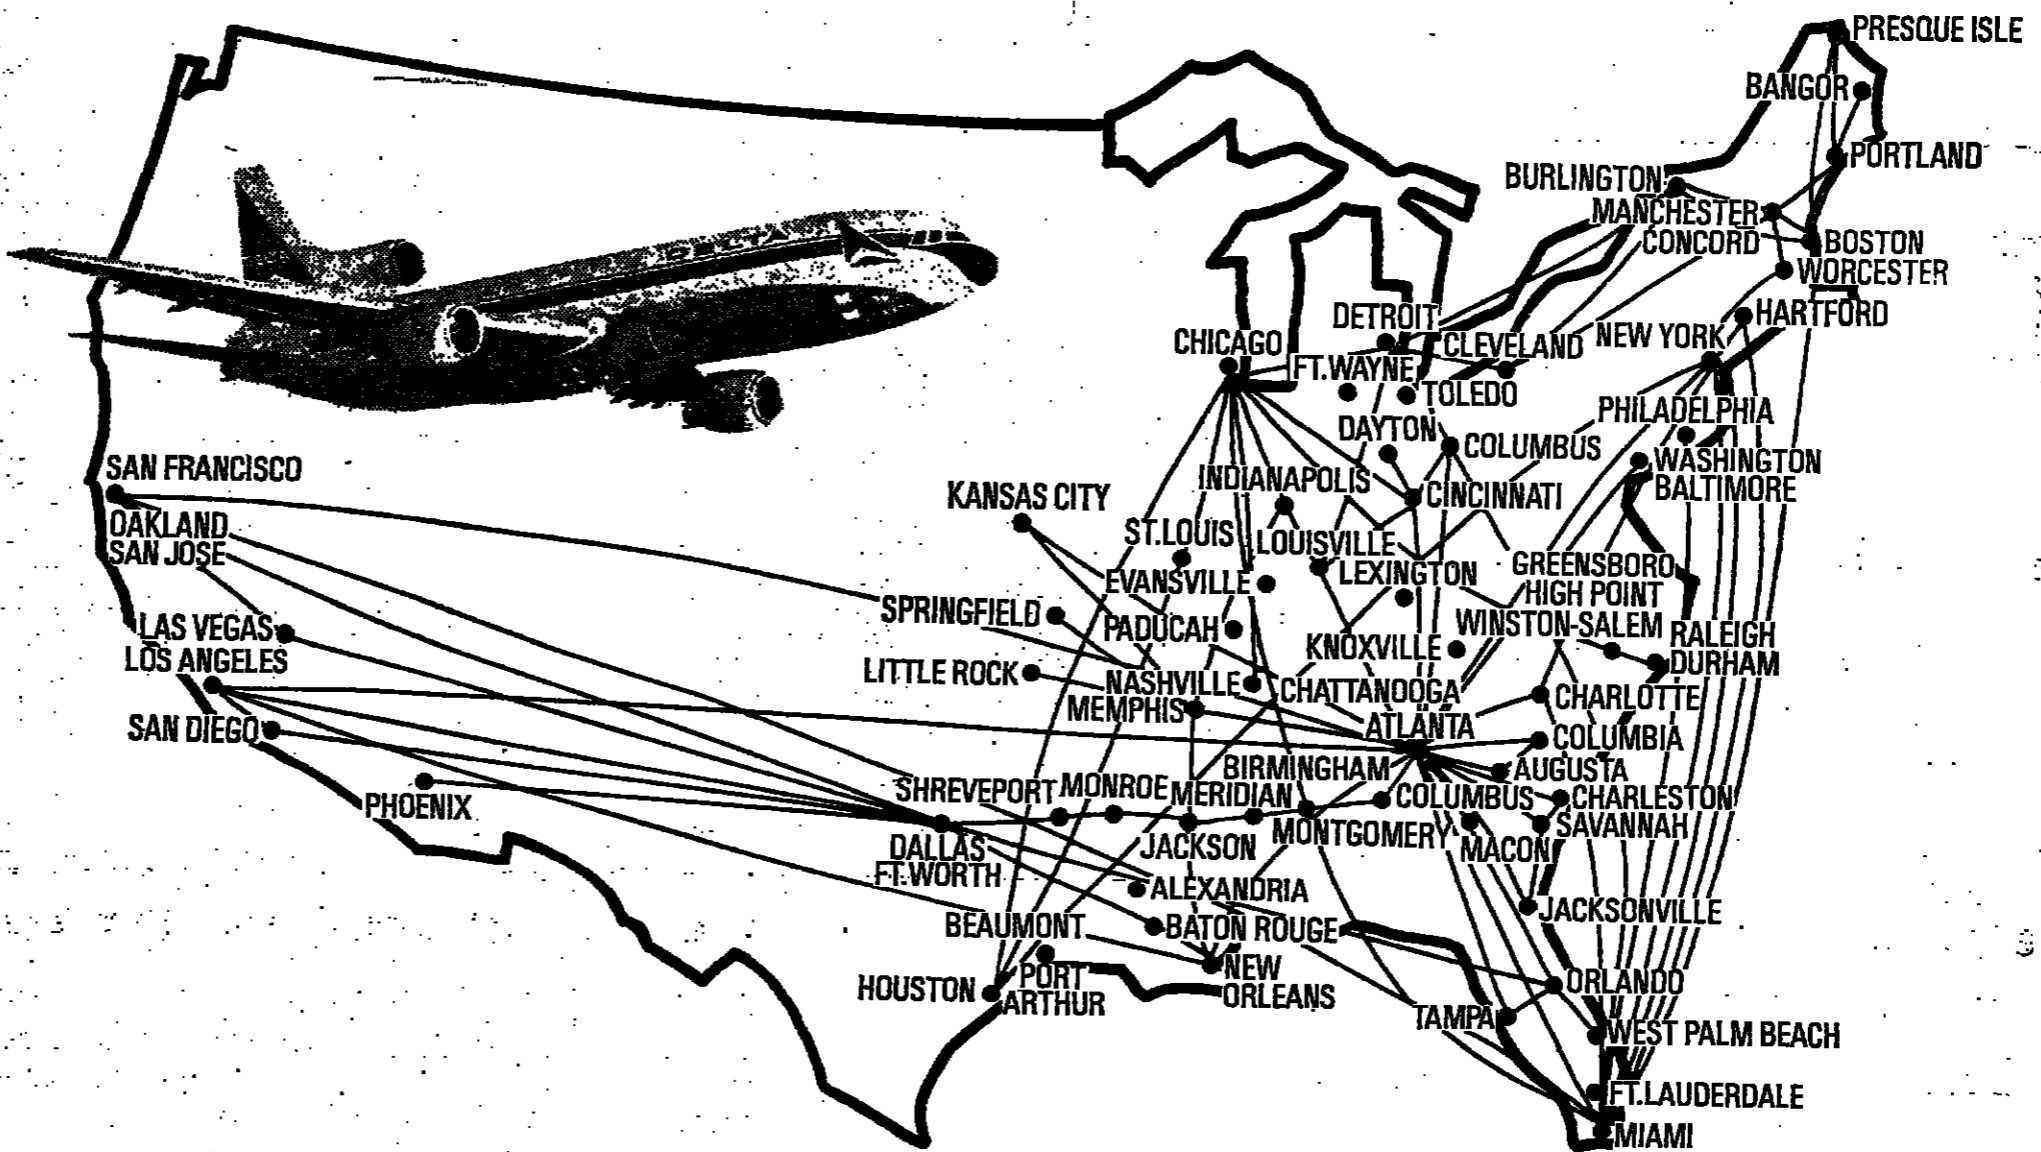 PRESQUE ISLE
BANGOR
PORTLAND
BURLINGTON
MANCHESTER
CONCORD
BOSTON
WORCESTER
HARTFORD
DETROIT
NEW YORK
CHICAGO
CLEVELAND
FT. WAYNE
TOLEDO
PHILADELPHIA
DAYTON
COLUMBUS
WASHINGTON
BALTIMORE
INDIANAPOLIS
CINCINNATI
SAN FRANCISCO
OAKLAND
SAN JOSE
KANSAS CITY
ST. LOUIS
LOUISVILLE
LEXINGTON
EVANSVILLE
GREENSBORO
HIGH POINT
WINSTON-SALEM
RALEIGH
DURHAM
SPRINGFIELD
PADUCAH
KNOXVILLE
LAS VEGAS
LOS ANGELES
LITTLE ROCK
NASHVILLE
MEMPHIS
CHATTANOOGA
CHARLOTTE
ATLANTA
SAN DIEGO
COLUMBIA
BIRMINGHAM
AUGUSTA
PHOENIX
SHREVEPORT
MONROE
MERIDIAN
COLUMBUS
CHARLESTON
MONTGOMERY
SAVANNAH
DALLAS
FT. WORTH
JACKSON
MACON
ALEXANDRIA
BEAUMONT
BATON ROUGE
JACKSONVILLE
HOUSTON
PORT
ARTHUR
NEW
ORLEANS
ORLANDO
TAMPA
WEST PALM BEACH
FT. LAUDERDALE
MIAMI
DELTA